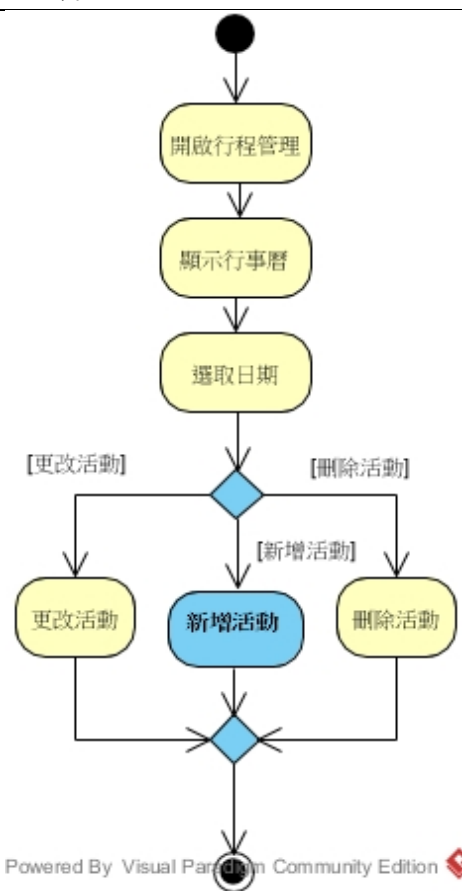 開啟行程管理
顯示行事曆
選取日期
[更改活動]
[刪除活動]
[新增活動]
更改活動
新增活動
刪除活動
Powered By Visual Paradigm Community Edition